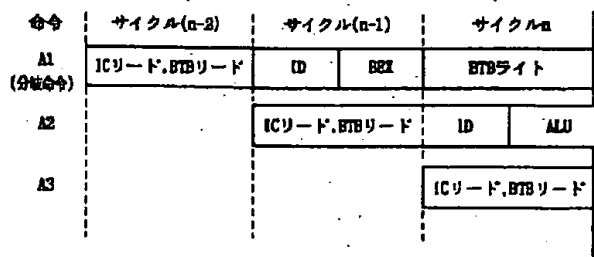 命令 サイクル(n-2) サイクル(n-1) サイクルn
A1 ICリード,BTBリード ID BEX BTBライト
(分岐命令)
A2 ICリード,BTBリード ID ALU
A3 ICリード,BTBリード